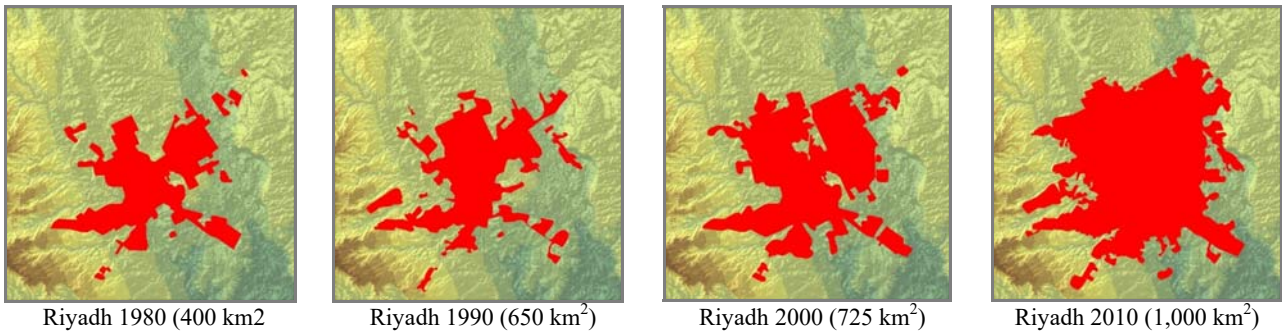 Riyadh 1980 (400 km2
Riyadh 1990 (650 km²)
Riyadh 2000 (725 km²)
Riyadh 2010 (1,000 km²)